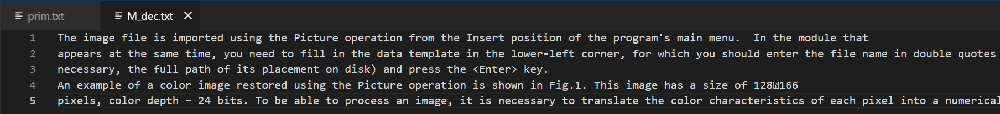 prim.txt M_dec.txt
1 The image file is imported using the Picture operation from the Insert position of the program's main menu.  In the module that
2 appears at the same time, you need to fill in the data template in the lower-left corner, for which you should enter the file name in double quotes
3 necessary, the full path of its placement on disk) and press the <Enter> key.
4 An example of a color image restored using the Picture operation is shown in Fig.1. This image has a size of 128166
5 pixels, color depth – 24 bits. To be able to process an image, it is necessary to translate the color characteristics of each pixel into a numerical